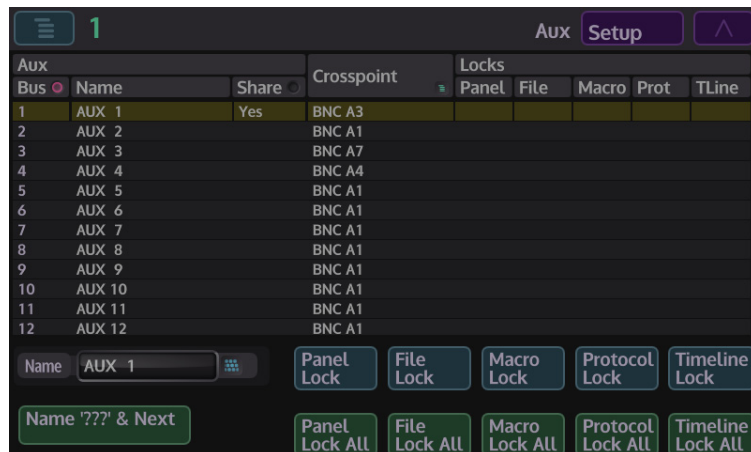 1 Aux Setup
Aux Crosspoint Locks
Bus Name Share Panel File Macro Prot TLine
1 AUX 1 Yes BNC A3
2 AUX 2 BNC A1
3 AUX 3 BNC A7
4 AUX 4 BNC A4
5 AUX 5 BNC A1
6 AUX 6 BNC A1
7 AUX 7 BNC A1
8 AUX 8 BNC A1
9 AUX 9 BNC A1
10 AUX 10 BNC A1
11 AUX 11 BNC A1
12 AUX 12 BNC A1
Name AUX 1
Panel Lock
File Lock
Macro Lock
Protocol Lock
Timeline Lock
Name '???' & Next
Panel Lock All
File Lock All
Macro Lock All
Protocol Lock All
Timeline Lock All